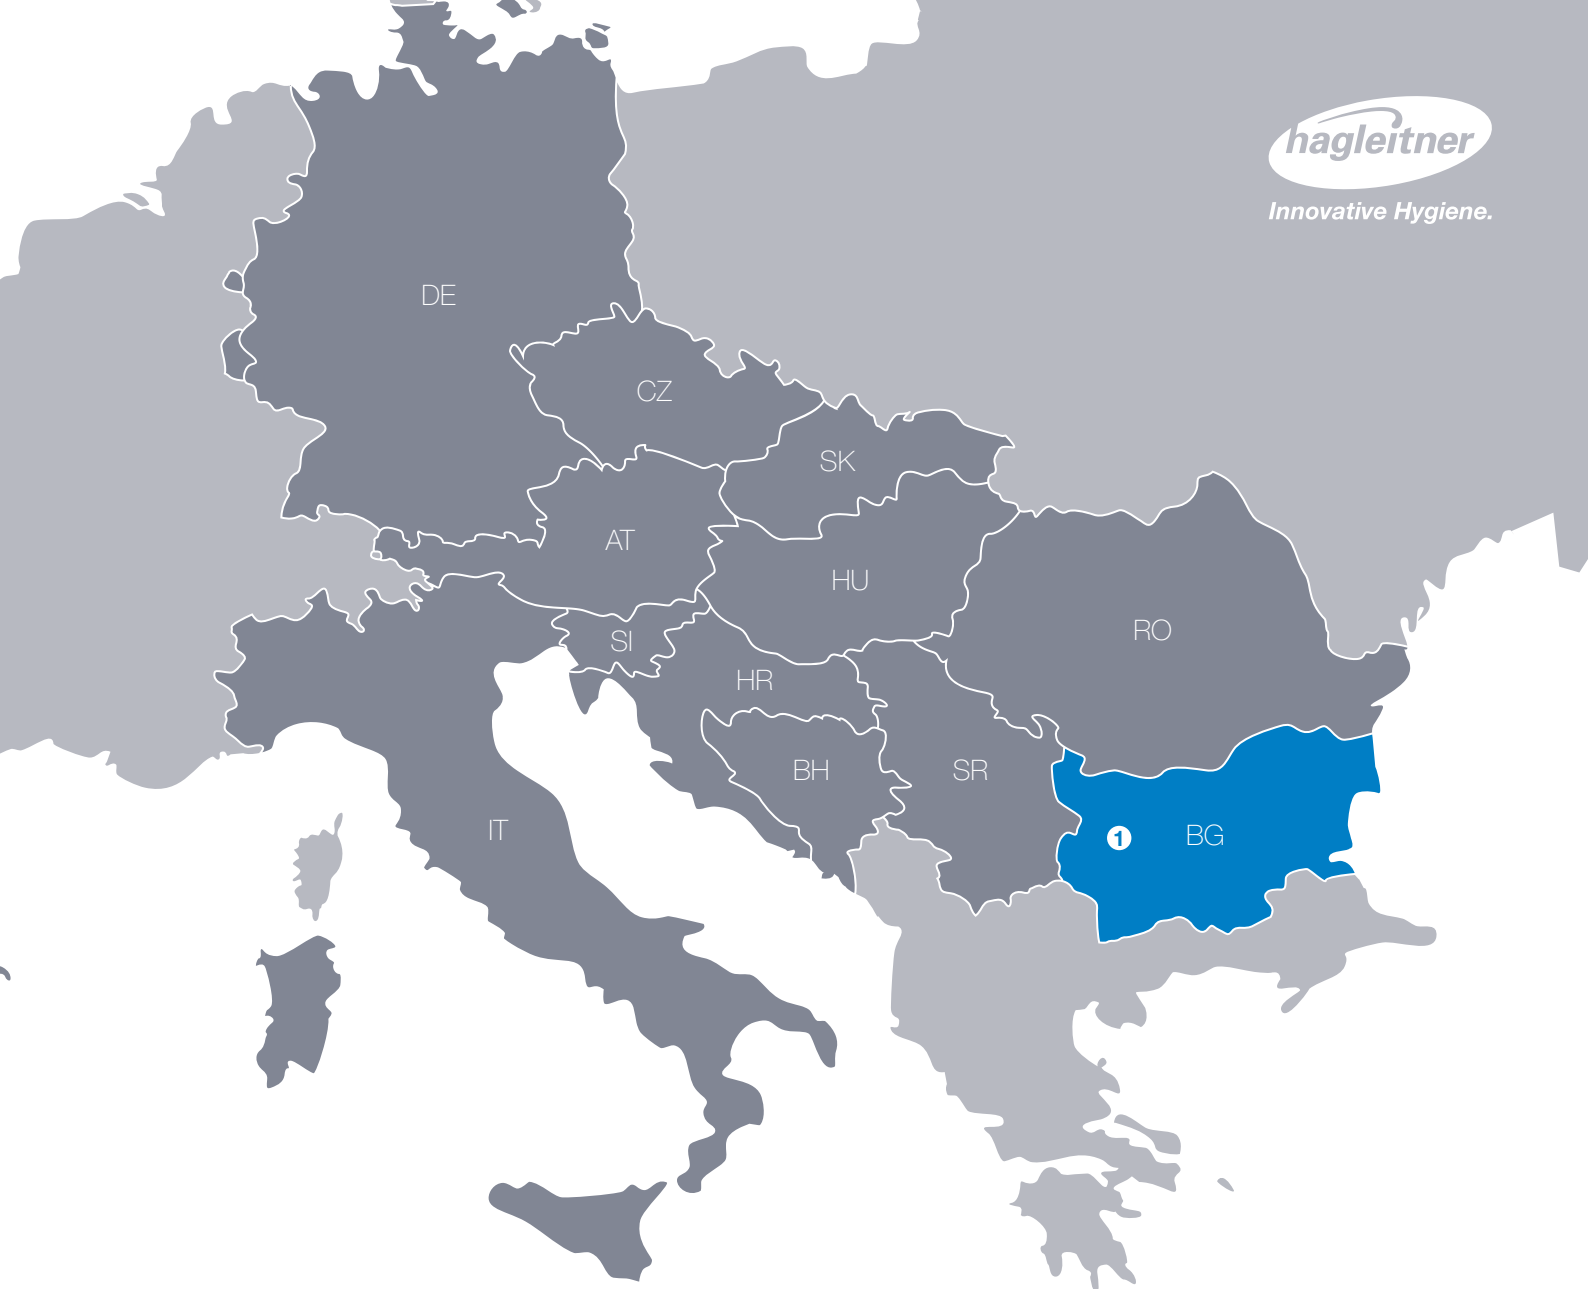 hagleitner
Innovative Hygiene.
DE
CZ
SK
AT
HU
RO
SI
HR
BH
SR
IT
1
BG